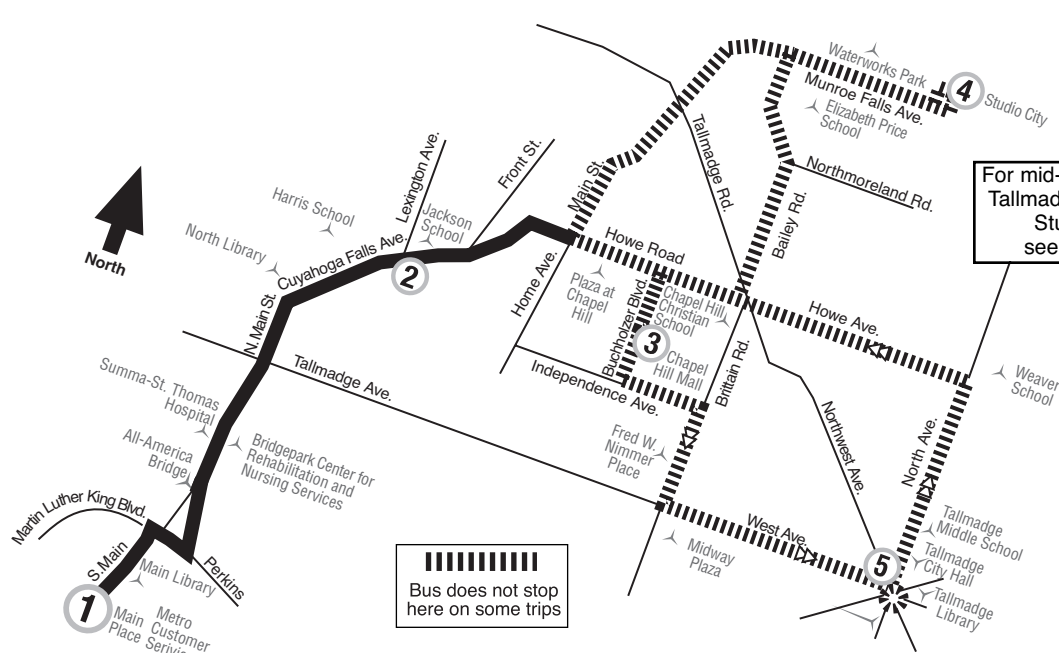 Waterworks Park
Munroe Falls Ave.
4
Studio City
Elizabeth Price
School
Tallmadge Rd.
Northmoreland Rd.
Bailey Rd.
For mid-
Tallmad
Stu
see
Main St.
Front St.
Lexington Ave.
Jackson
School
Harris School
North Library
Cuyahoga Falls Ave.
2
North
N. Main St.
Home Ave.
Howe Road
Plaza at
Chapel
Hill
Buchholzer Blvd.
Chapel Hill
Christian
School
3
Chapel
Hill Mall
Howe Ave.
Independence Ave.
Brittain Rd.
Weaver
School
Tallmadge Ave.
Summa-St. Thomas
Hospital
All-America
Bridge
Bridgepark Center for
Rehabilitation and
Nursing Services
Fred W.
Nimmer
Place
Northwest Ave.
North Ave.
Martin Luther King Blvd.
S. Main
Perkins
Main Library
1
Main
Place
Metro
Customer
Serivic
Bus does not stop
here on some trips
West Ave.
Midway
Plaza
5
Tallmadge
Middle School
Tallmadge
City Hall
Tallmadge
Library